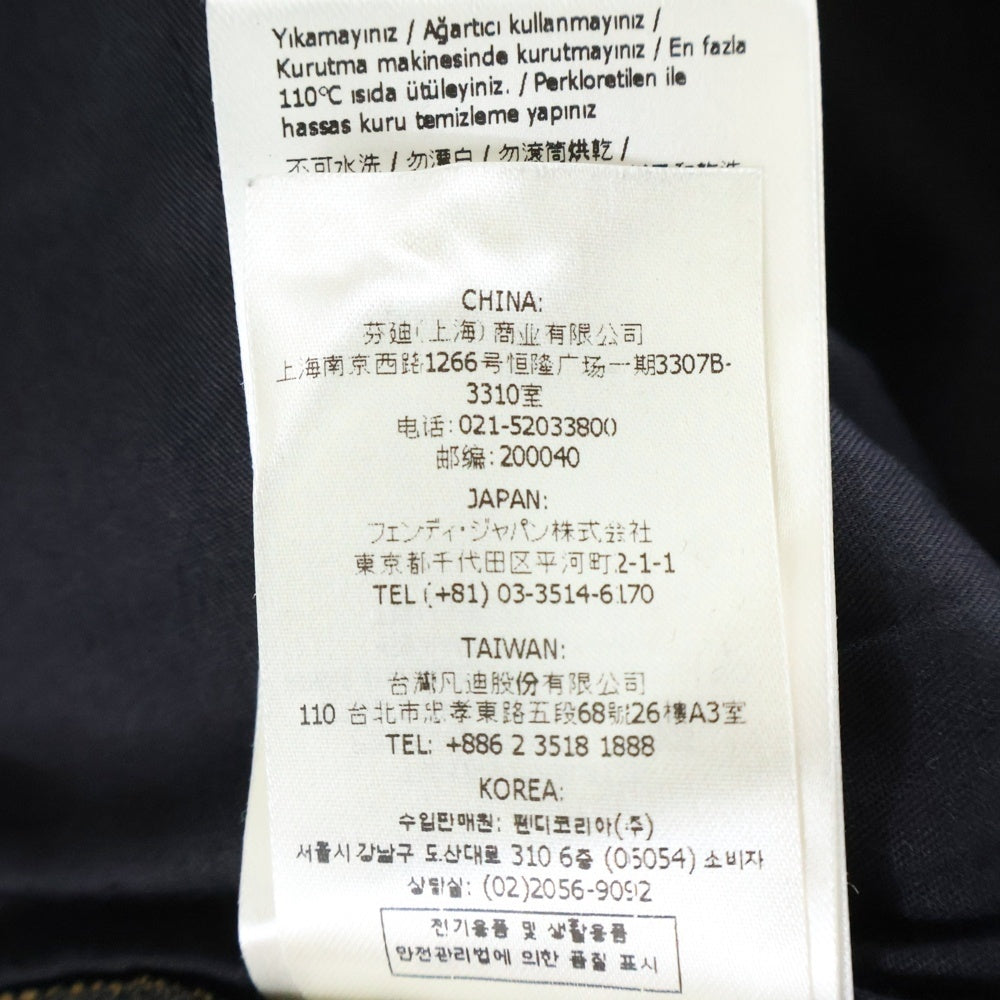 Yıkamayınız / Ağartıcı kullanmayınız /
Kurutma makinesinde kurutmayınız / En fazla
110°C ısıda ütüleyiniz. / Perkloretilen ile
hassas kuru temizleme yapınız
不可水洗 / 勿漂白 / 勿滚筒烘乾 /
CHINA:
芬迪(上海)商业有限公司
上海南京西路1266号恒隆广场一期3307B-
3310室
电话:021-52033800
邮编:200040
JAPAN:
フェンディ・ジャパン株式会社
東京都千代田区平河町2-1-1
TEL (+81) 03-3514-6170
TAIWAN:
台灣凡迪股份有限公司
110 台北市忠孝東路五段68號26樓A3室
TEL: +886 2 3518 1888
KOREA:
수입판매원: 펜디코리아(주)
서울시 강남구 도산대로 310 6층 (06054) 소비자
상담실: (02)2056-9092
전기용품 및 생활용품
안전관리법에 의한 품질 표시